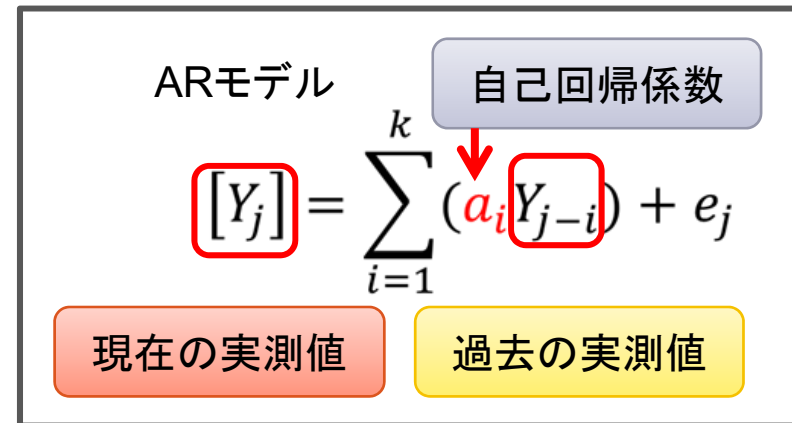 ARモデル
自己回帰係数
[Y_j] = \sum_{i=1}^{k} (a_i Y_{j-i}) + e_j
現在の実測値
過去の実測値